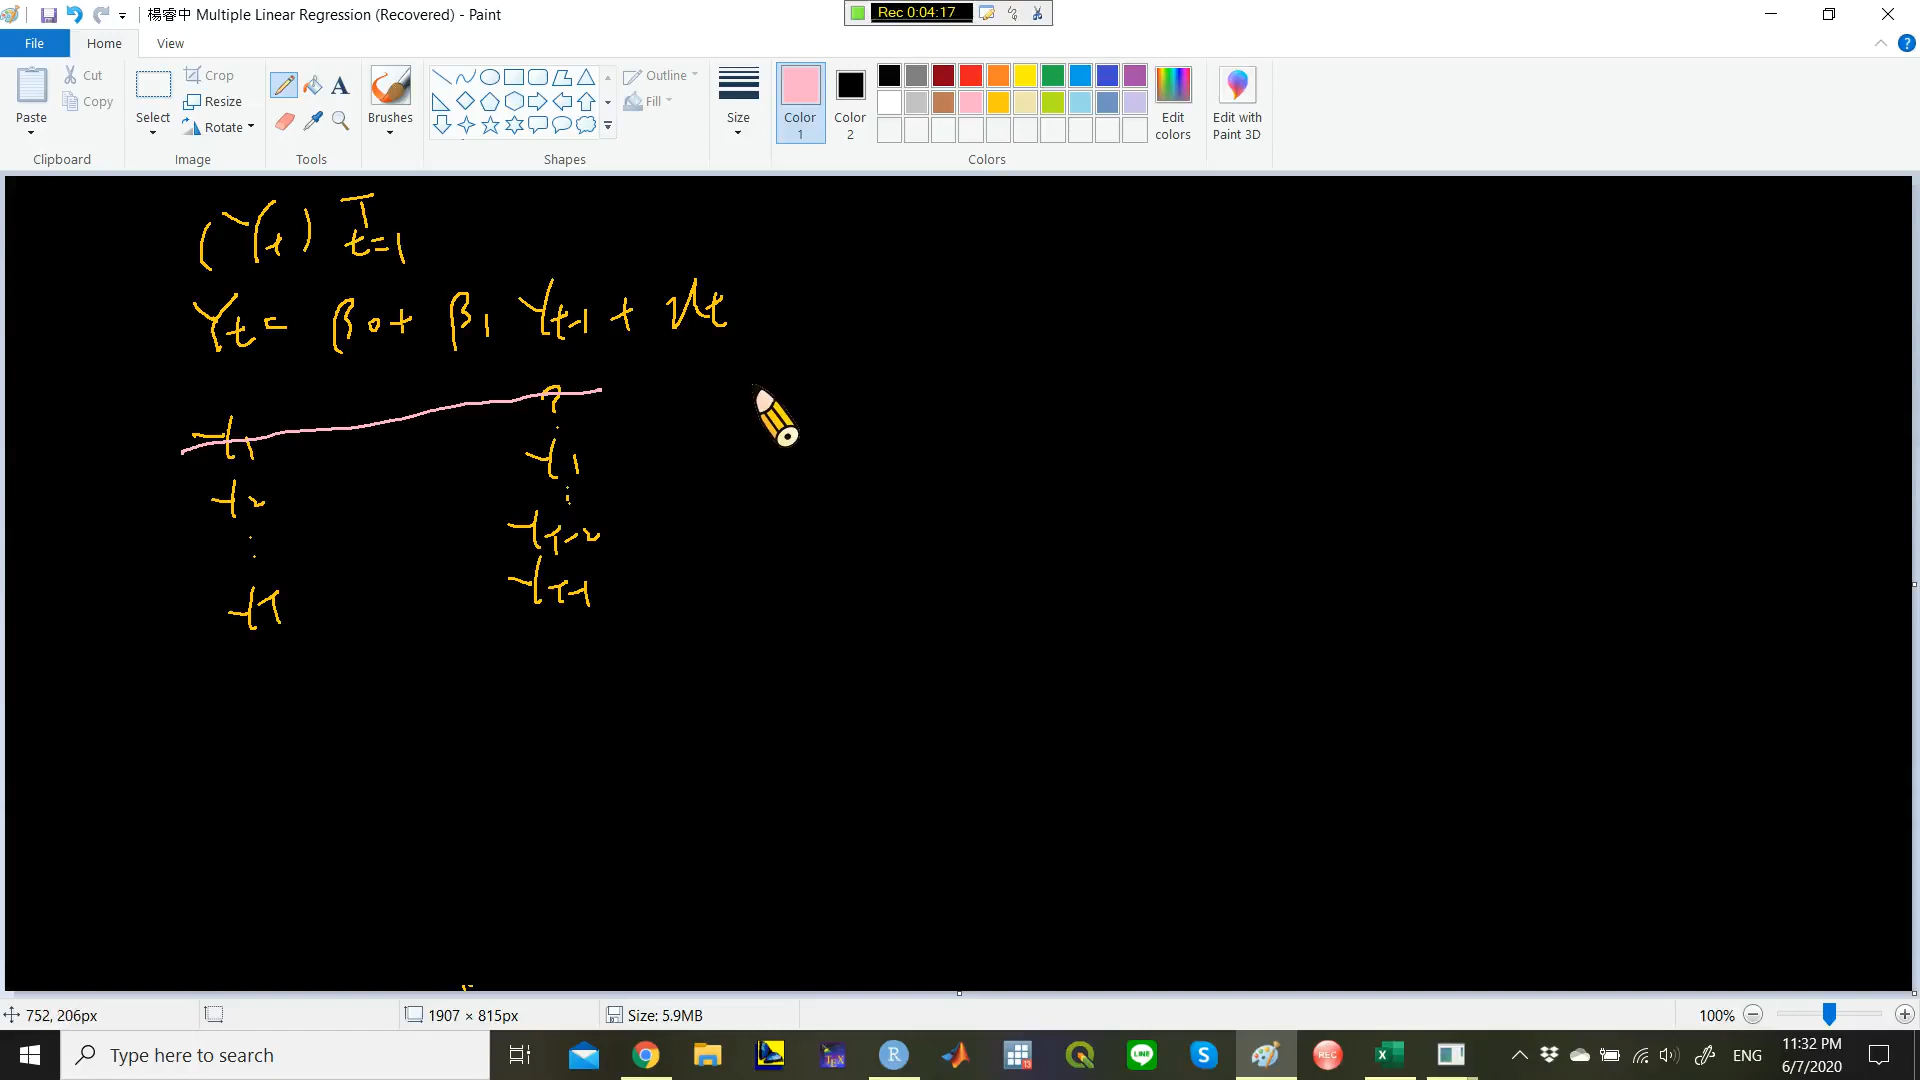 楊睿中 Multiple Linear Regression (Recovered) - Paint
Rec 0:04:17
File Home View
Paste
Cut
Copy
Clipboard
Select
Crop
Resize
Rotate
Image
Tools
Brushes
Outline
Fill
Shapes
Size
Color 1
Color 2
Colors
Edit colors
Edit with Paint 3D
(Yt) T t=1
Yt = β0 + β1 Yt-1 + ut
Y1 ?
Y2 Y1
YT-2
YT YT-1
752, 206px
1907 × 815px
Size: 5.9MB
100%
Type here to search
ENG
11:32 PM
6/7/2020